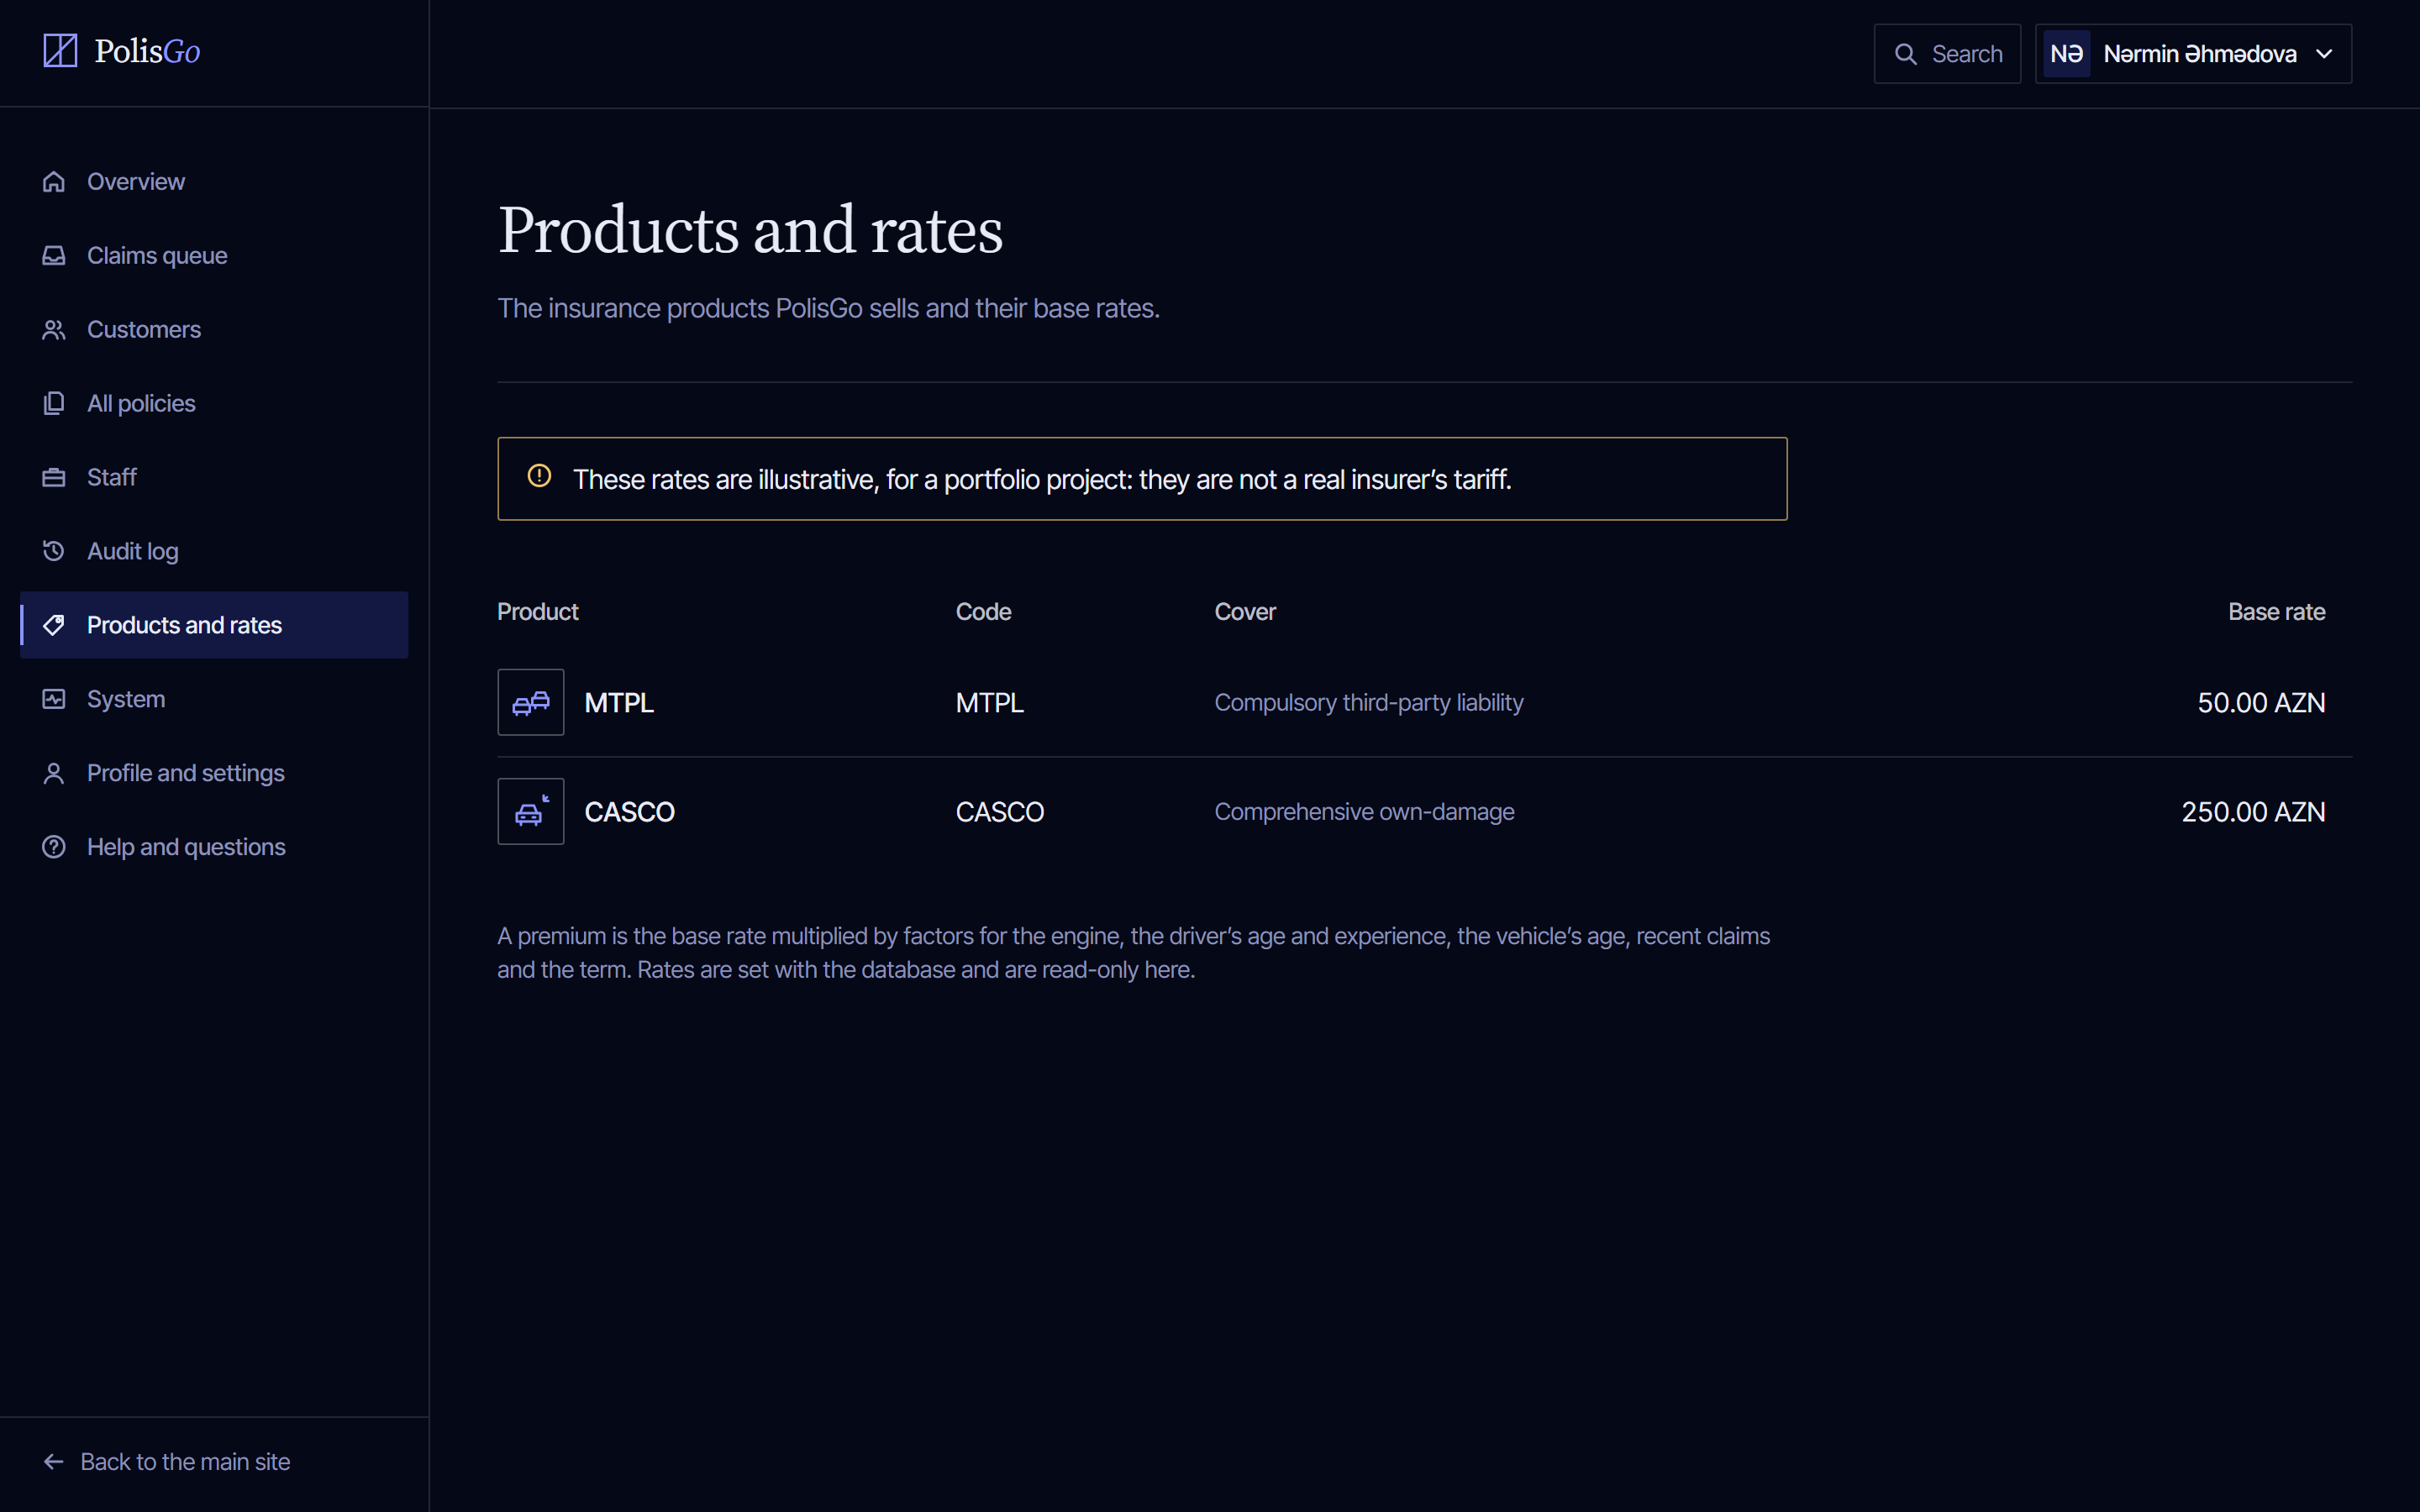 PolisGo
Search
NƏ
Nərmin Əhmədova
Overview
Claims queue
Customers
All policies
Staff
Audit log
Products and rates
System
Profile and settings
Help and questions
Back to the main site
Products and rates
The insurance products PolisGo sells and their base rates.
These rates are illustrative, for a portfolio project: they are not a real insurer’s tariff.
Product Code Cover Base rate
MTPL MTPL Compulsory third-party liability 50.00 AZN
CASCO CASCO Comprehensive own-damage 250.00 AZN
A premium is the base rate multiplied by factors for the engine, the driver’s age and experience, the vehicle’s age, recent claims
and the term. Rates are set with the database and are read-only here.